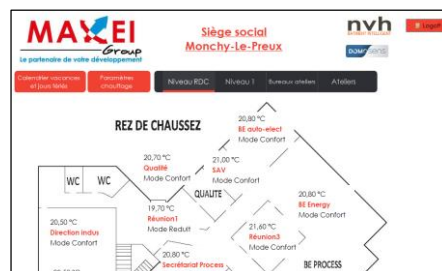 MAXEI
Group
Le partenaire de votre développement
Siège social
Monchy-Le-Preux
nvh
Logoff
Calendrier vacances
et jours fériés
Paramètres
chauffage
Niveau RDC
Niveau 1
Bureaux ateliers
Ateliers
REZ DE CHAUSSEZ
20,80 °C
BE auto-elect
Mode Confort
20,70 °C
Qualité
Mode Confort
21,00 °C
SAV
Mode Confort
WC
WC
QUALITE
19,70 °C
Réunion1
Mode Reduit
20,80 °C
BE Energy
Mode Confort
20,50 °C
Direction Indus
Mode Confort
21,60 °C
Réunion3
Mode Confort
20,80 °C
Secrétariat Process
BE PROCESS